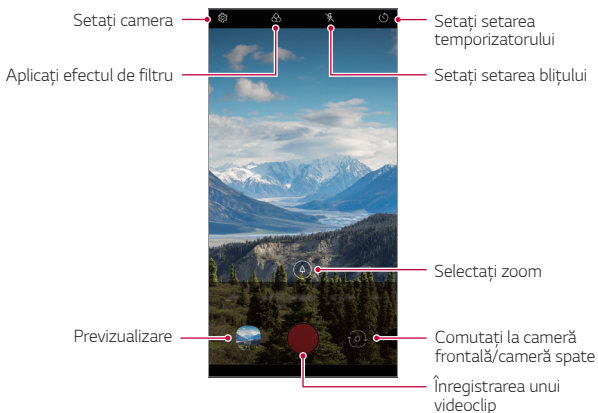 Setați camera
Aplicați efectul de filtru
Setați setarea
temporizatorului
Setați setarea blițului
Selectați zoom
Previzualizare
Comutați la cameră
frontală/cameră spate
Înregistrarea unui
videoclip